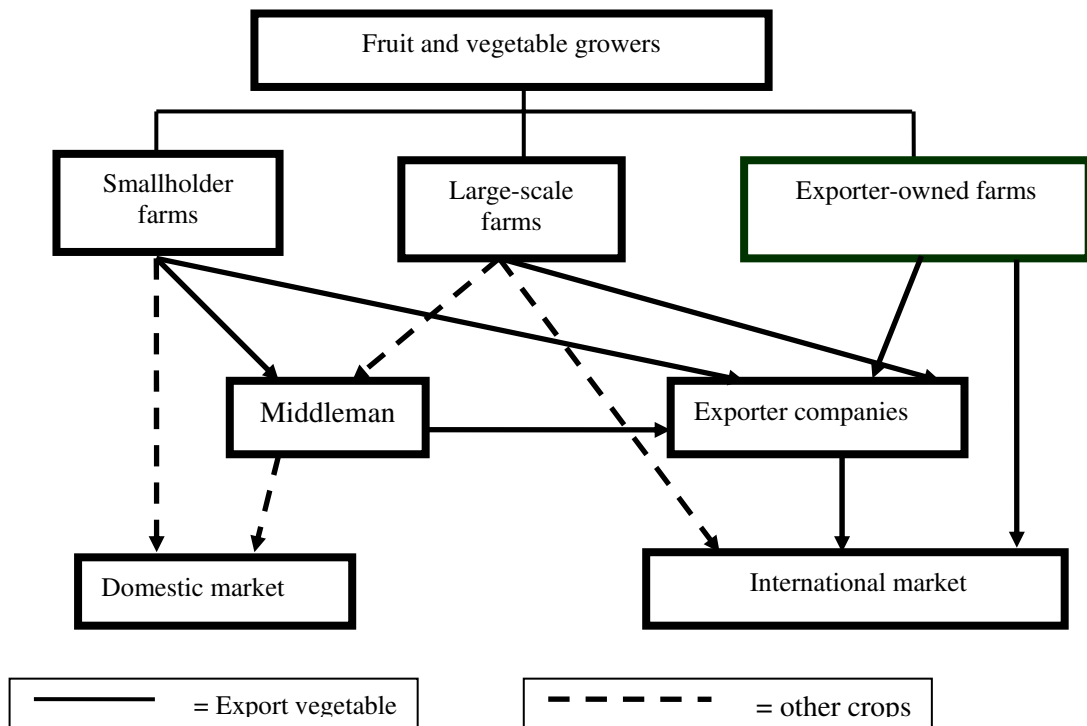 Fruit and vegetable growers
Smallholder
farms
Large-scale
farms
Exporter-owned farms
Middleman
Exporter companies
Domestic market
International market
= Export vegetable
= other crops